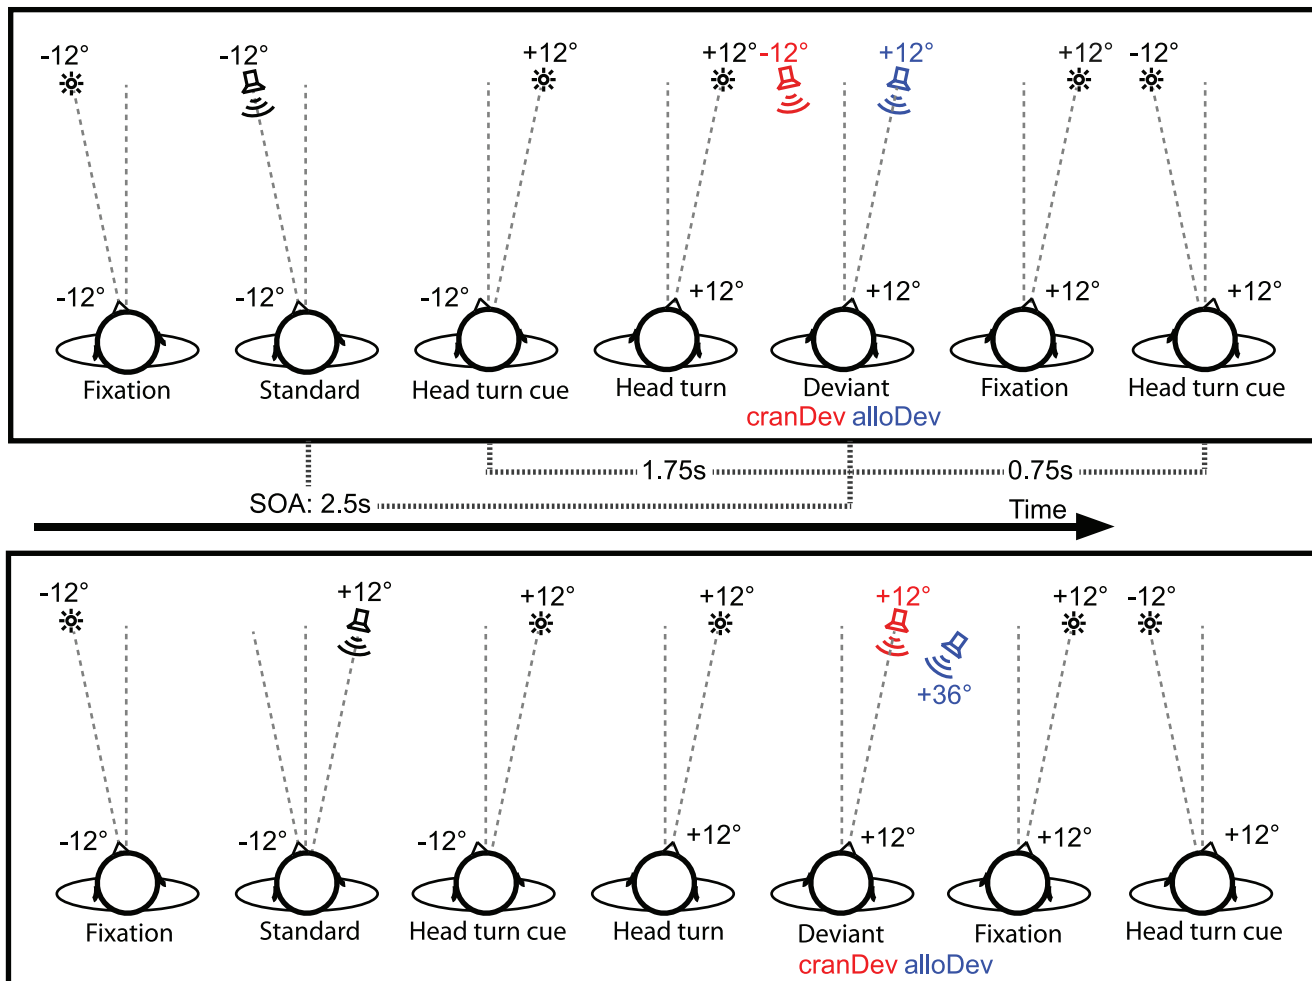 -12° -12° +12° +12° -12° +12° +12° -12°
-12° -12° -12° +12° +12° +12° +12°
Fixation Standard Head turn cue Head turn Deviant Fixation Head turn cue
cranDev alloDev
1.75s 0.75s
SOA: 2.5s Time
-12° +12° +12° +12° +12° +12° -12°
+36°
-12° -12° -12° +12° +12° +12° +12°
Fixation Standard Head turn cue Head turn Deviant Fixation Head turn cue
cranDev alloDev